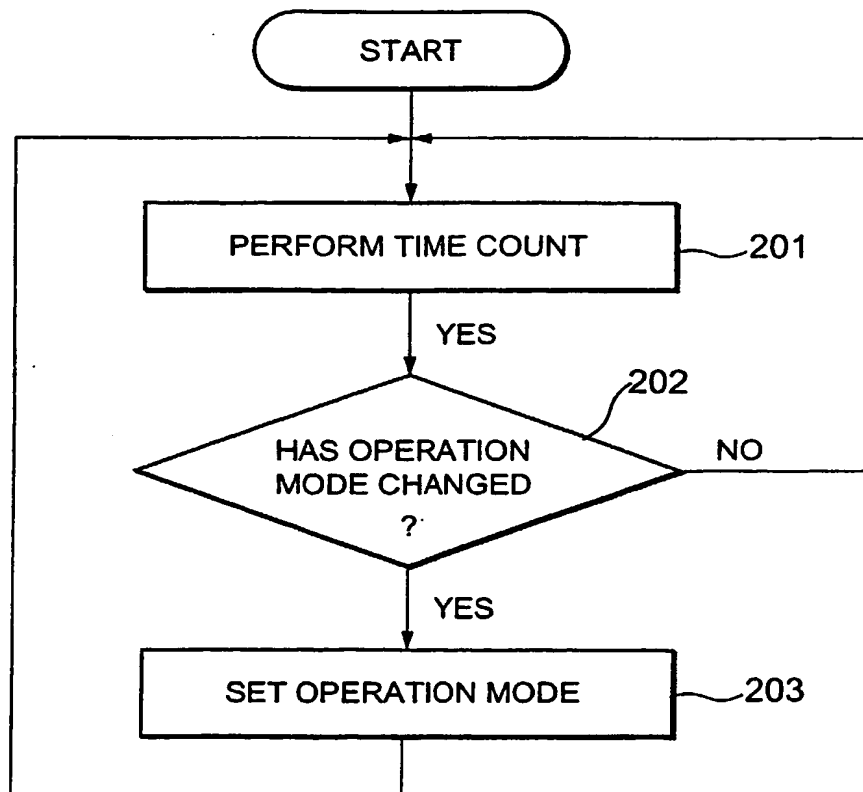 START
PERFORM TIME COUNT
201
YES
202
HAS OPERATION
MODE CHANGED
?
NO
YES
SET OPERATION MODE
203